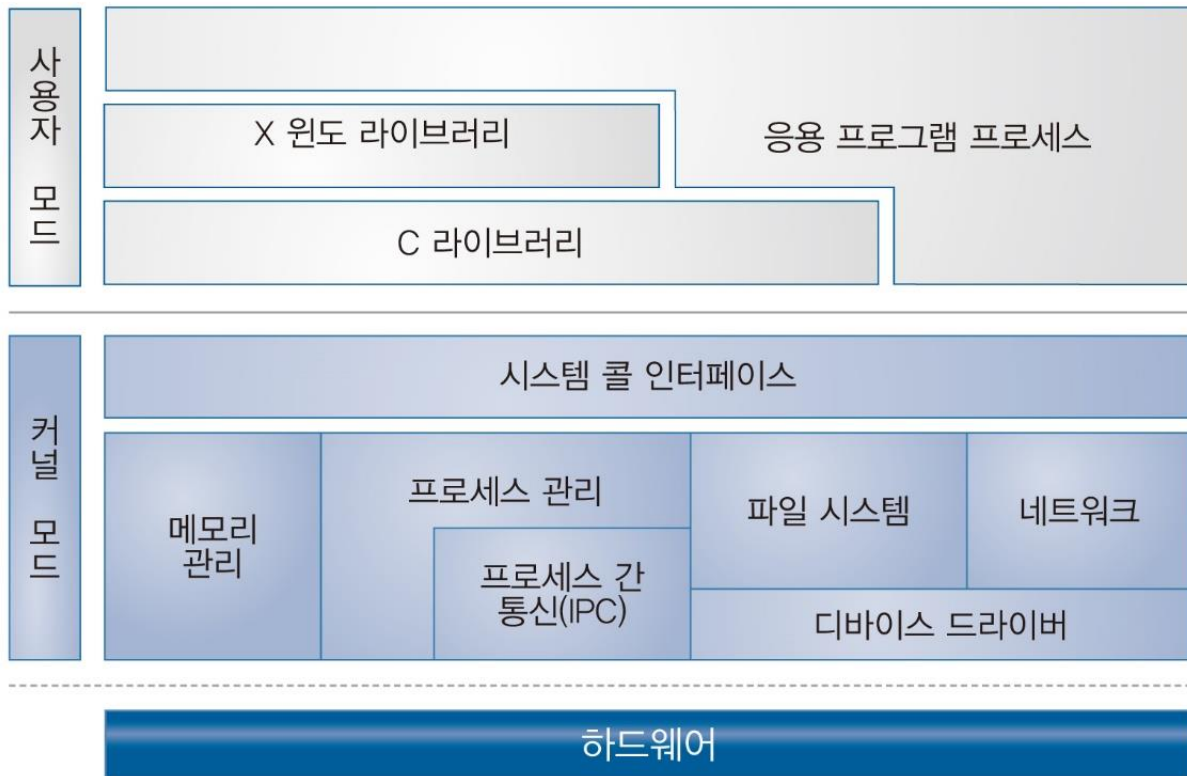 사용자 모드
X 윈도 라이브러리
응용 프로그램 프로세스
C 라이브러리
커널 모드
시스템 콜 인터페이스
메모리
관리
프로세스 관리
프로세스 간
통신(IPC)
파일 시스템
네트워크
디바이스 드라이버
하드웨어